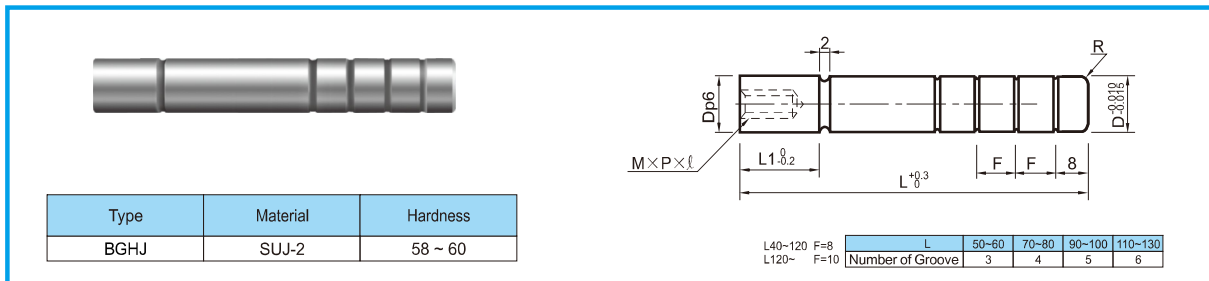 Type Material Hardness
BGHJ SUJ-2 58 ~ 60
2
R
Dp6
D -0.010 -0.015
M×P×ℓ
L1 0 -0.2
F F 8
L +0.3 0
L40~120 F=8
L120~ F=10
L 50~60 70~80 90~100 110~130
Number of Groove 3 4 5 6